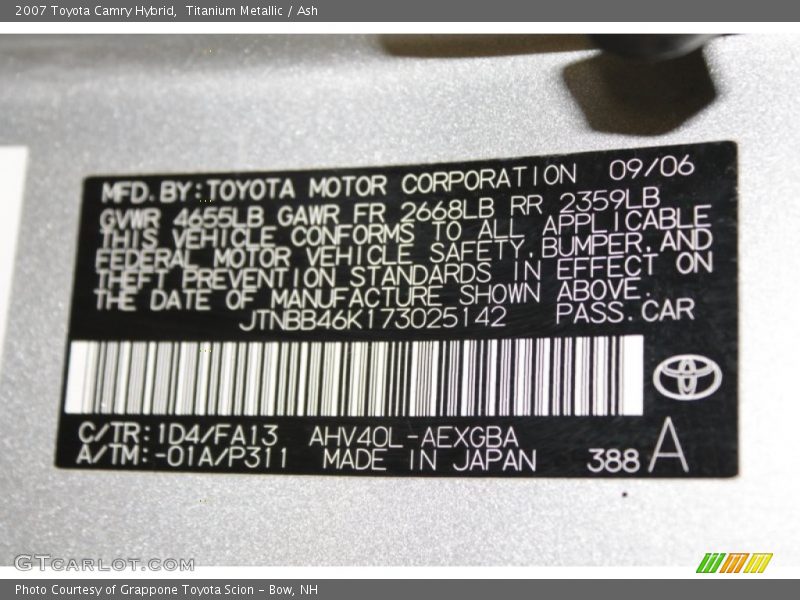 2007 Toyota Camry Hybrid, Titanium Metallic / Ash
MFD. BY: TOYOTA MOTOR CORPORATION 09/06
GVWR 4655LB GAWR FR 2668LB RR 2359LB
THIS VEHICLE CONFORMS TO ALL APPLICABLE
FEDERAL MOTOR VEHICLE SAFETY, BUMPER, AND
THEFT PREVENTION STANDARDS IN EFFECT ON
THE DATE OF MANUFACTURE SHOWN ABOVE.
JTNBB46K173025142 PASS. CAR
C/TR: 1D4/FA13 AHV40L-AEXGBA
A/TM: -01A/P311 MADE IN JAPAN 388 A
GTCARLOT.COM
Photo Courtesy of Grappone Toyota Scion - Bow, NH